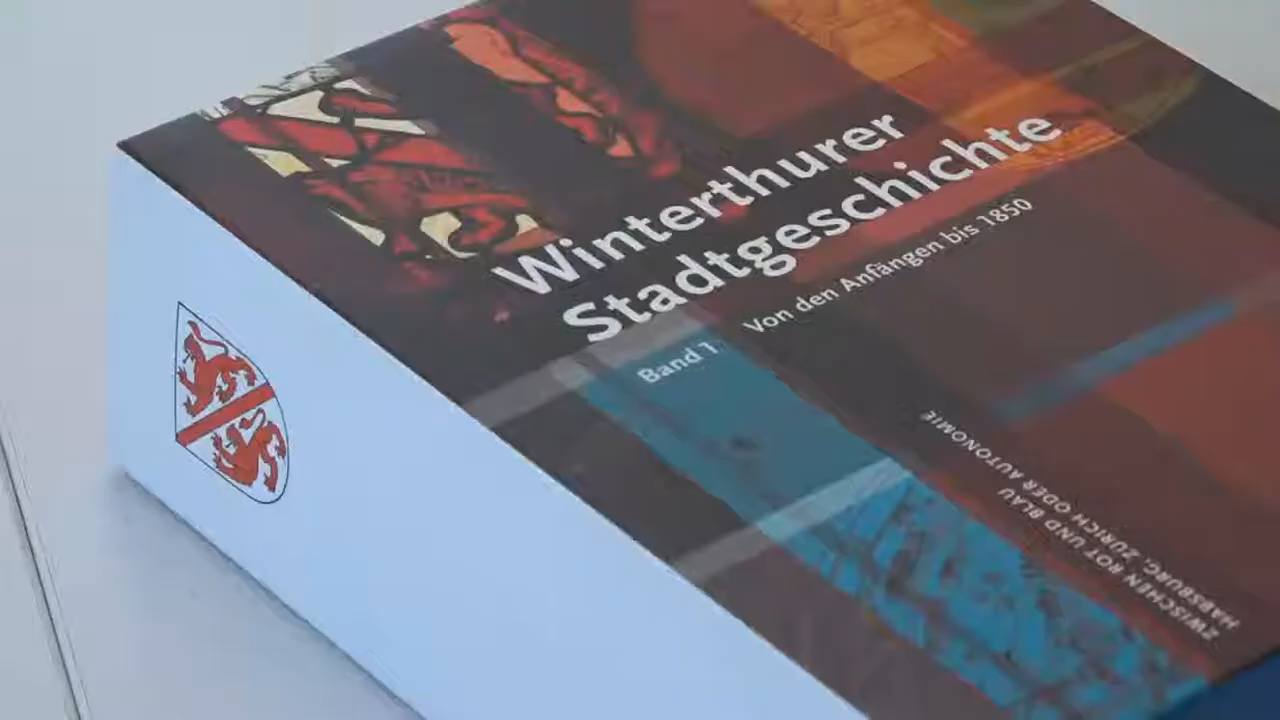 Winterthurer
Stadtgeschichte
Band 1 Von den Anfängen bis 1850
ZWISCHEN ROT UND BLAU
HABSBURG, ZÜRICH ODER AUTONOMIE